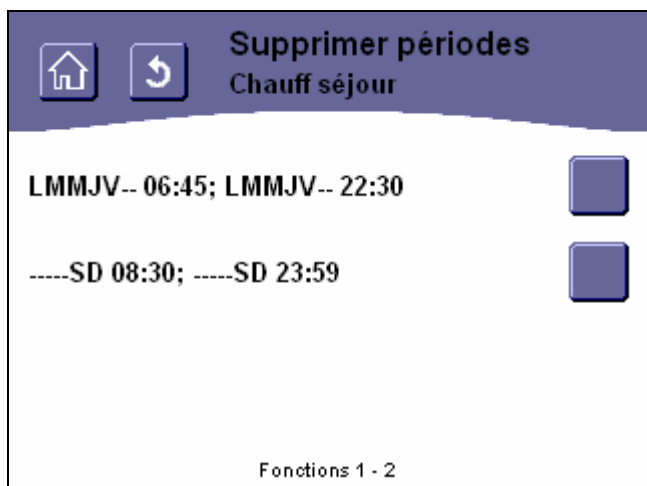 Supprimer périodes
Chauff séjour
LMMJV-- 06:45; LMMJV-- 22:30
-----SD 08:30; -----SD 23:59
Fonctions 1 - 2